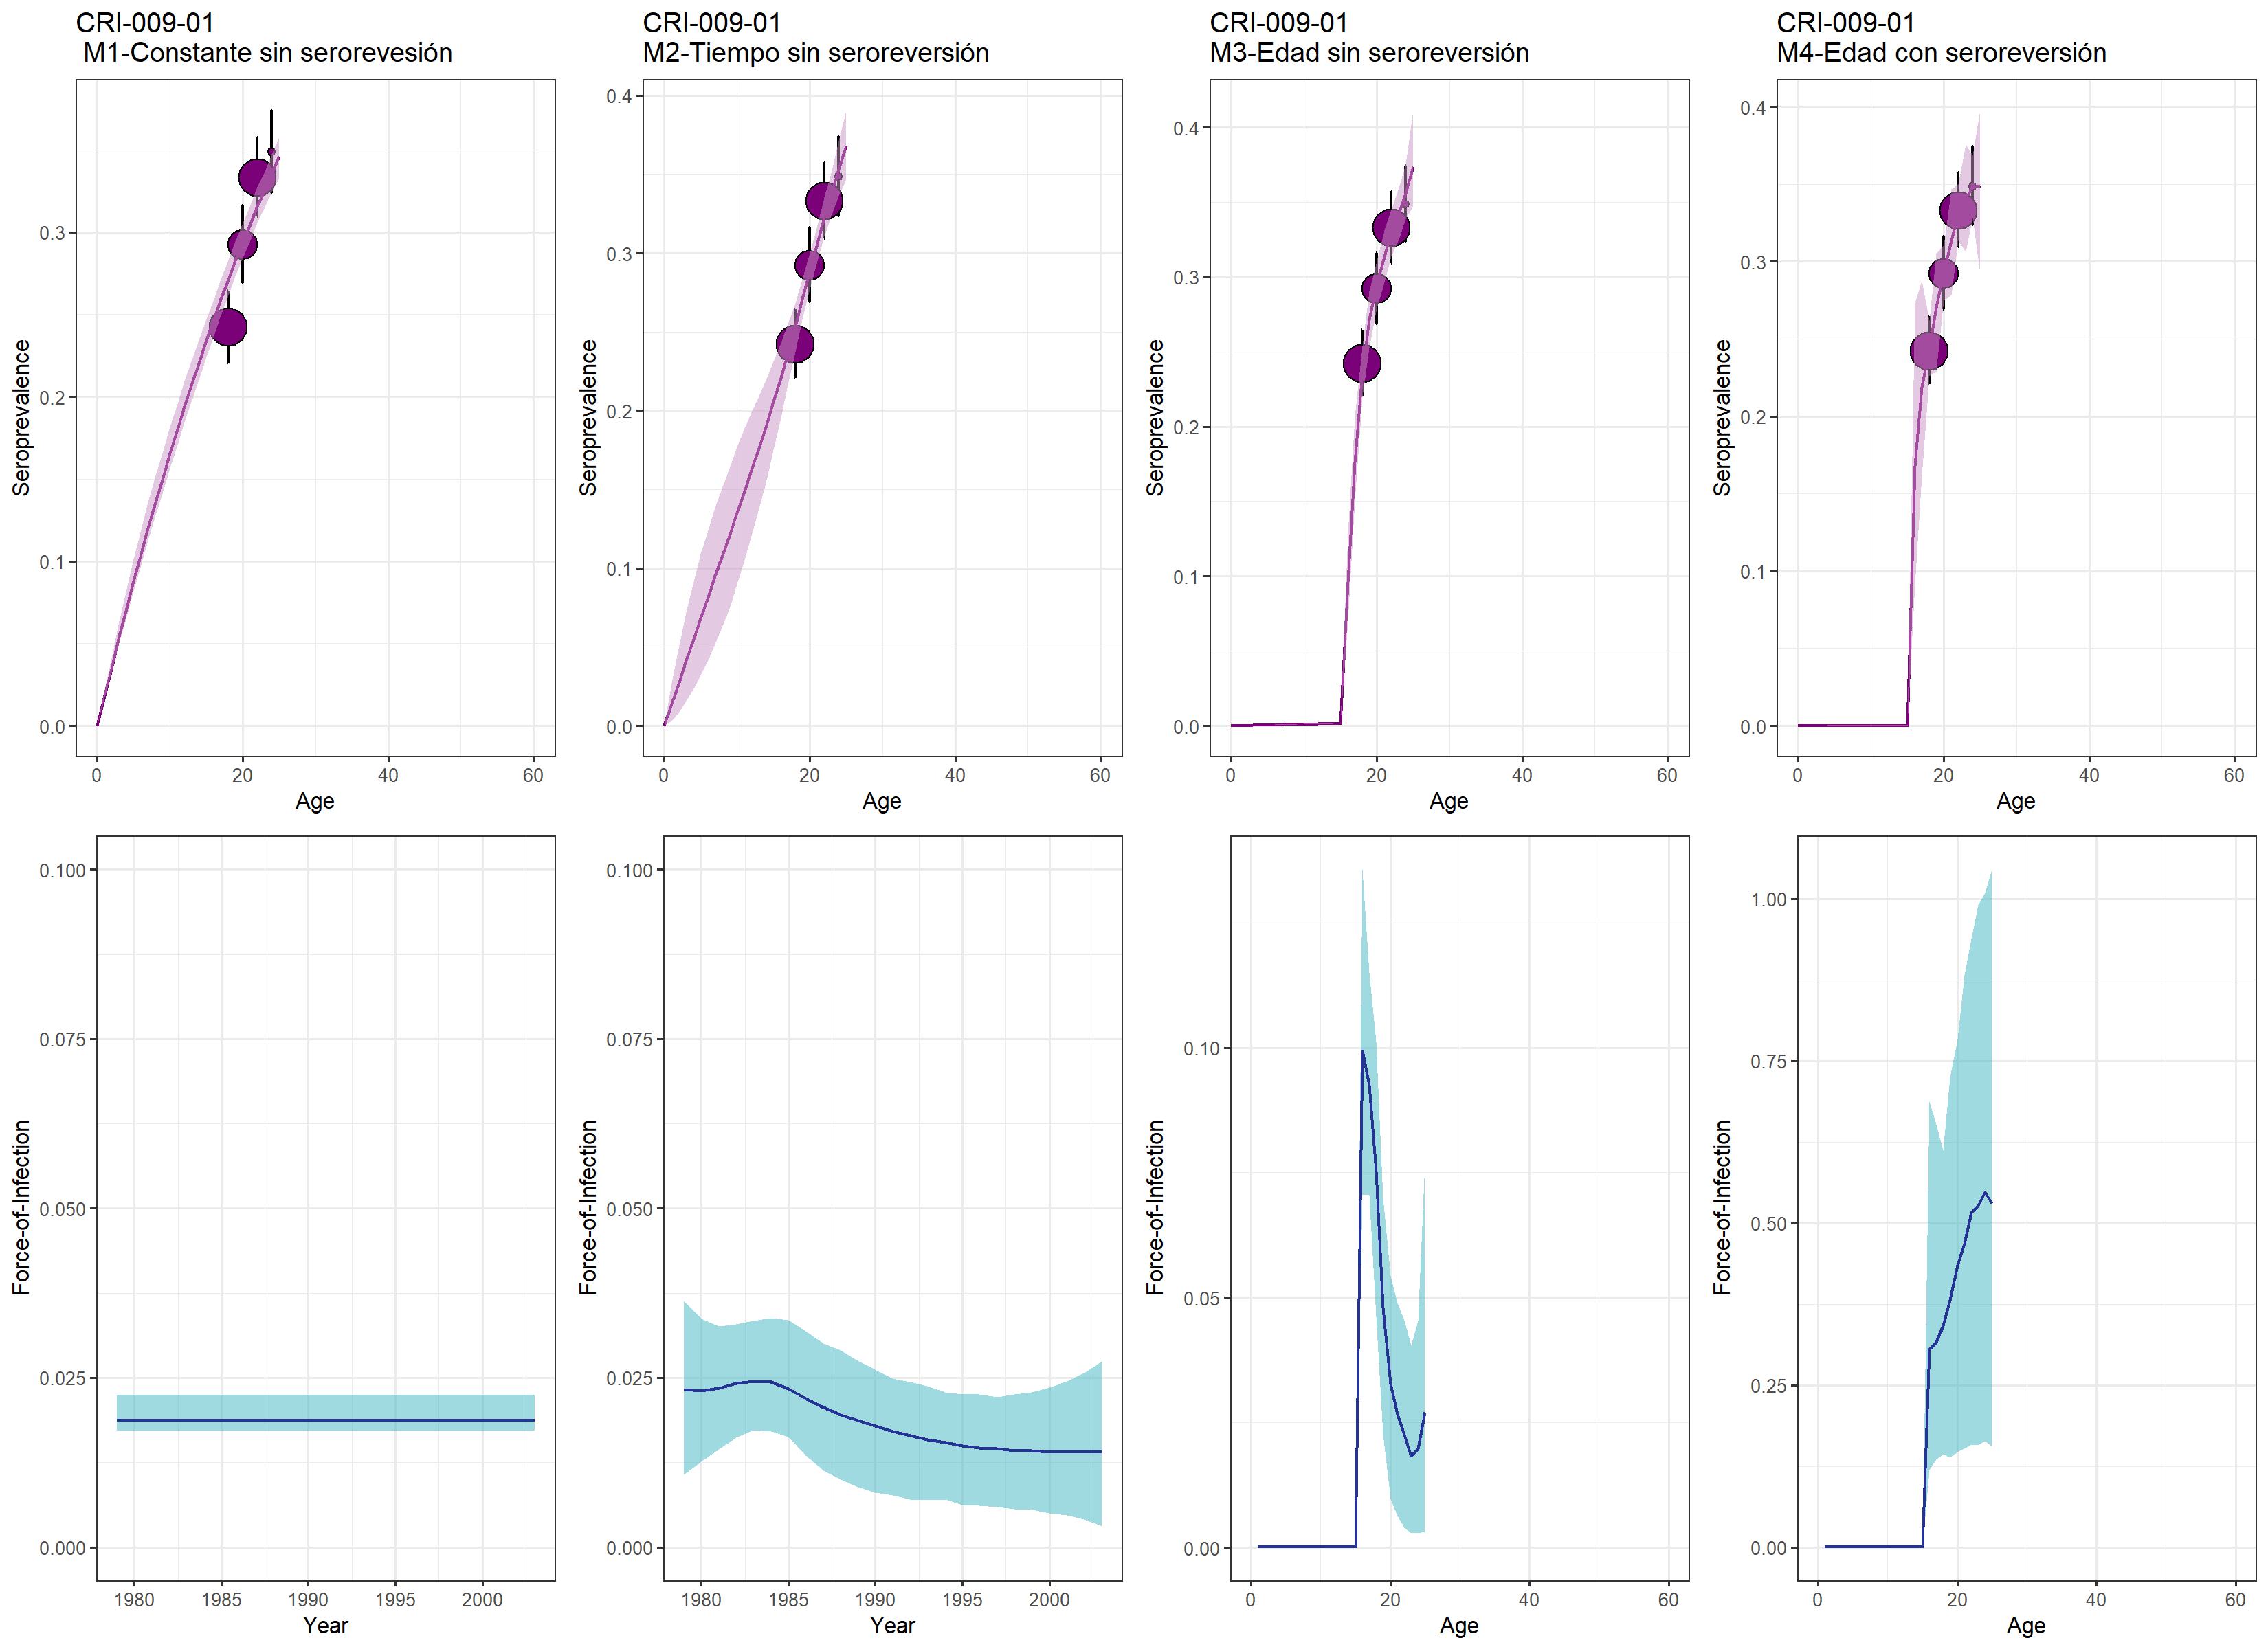 CRI-009-01
M1-Constante sin serorevesión
CRI-009-01
M2-Tiempo sin seroreversión
CRI-009-01
M3-Edad sin seroreversión
CRI-009-01
M4-Edad con seroreversión
Seroprevalence
0.3
0.2
0.1
0.0
0 20 40 60
Age
Seroprevalence
0.4
0.3
0.2
0.1
0.0
0 20 40 60
Age
Seroprevalence
0.4
0.3
0.2
0.1
0.0
0 20 40 60
Age
Seroprevalence
0.4
0.3
0.2
0.1
0.0
0 20 40 60
Age
Force-of-Infection
0.100
0.075
0.050
0.025
0.000
1980 1985 1990 1995 2000
Year
Force-of-Infection
0.100
0.075
0.050
0.025
0.000
1980 1985 1990 1995 2000
Year
Force-of-Infection
0.10
0.05
0.00
0 20 40 60
Age
Force-of-Infection
1.00
0.75
0.50
0.25
0.00
0 20 40 60
Age